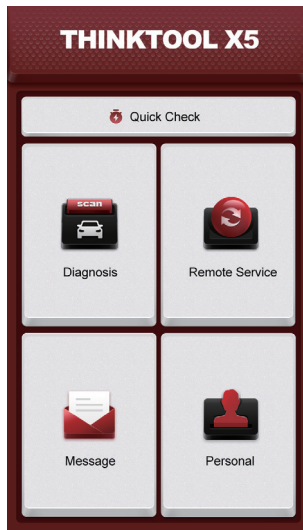 THINKTOOL X5
Quick Check
scan
Diagnosis
Remote Service
Message
Personal